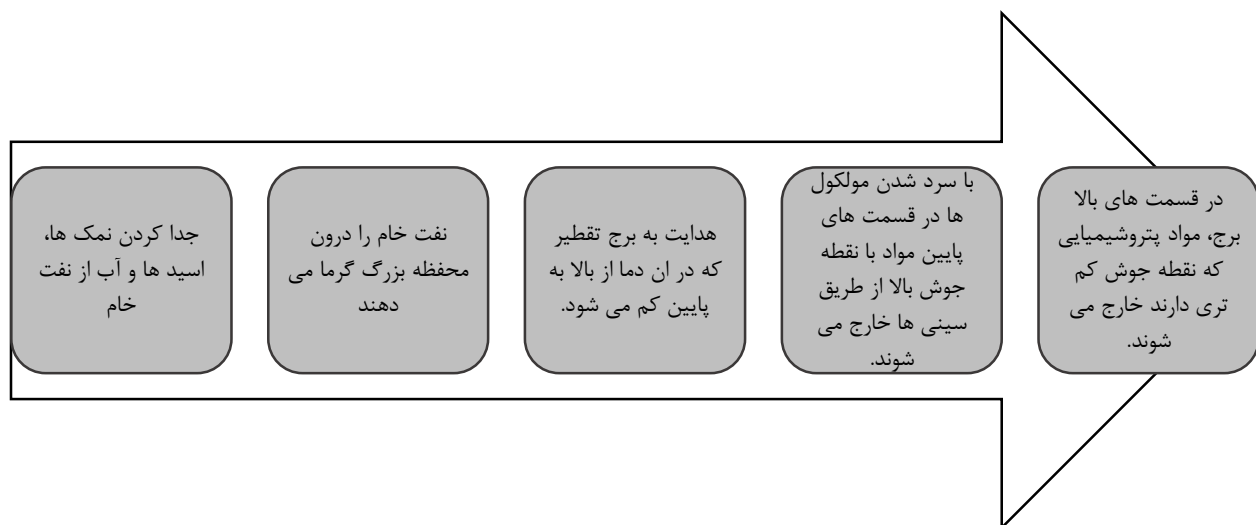 جدا کردن نمک ها،
اسید ها و آب از نفت
خام
نفت خام را درون
محفظه بزرگ گرما می
دهند
هدایت به برج تقطیر
که در ان دما از بالا به
پایین کم می شود.
با سرد شدن مولکول
ها در قسمت های
پایین مواد با نقطه
جوش بالا از طریق
سینی ها خارج می
شوند.
در قسمت های بالا
برج، مواد پتروشیمیایی
که نقطه جوش کم
تری دارند خارج می
شوند.